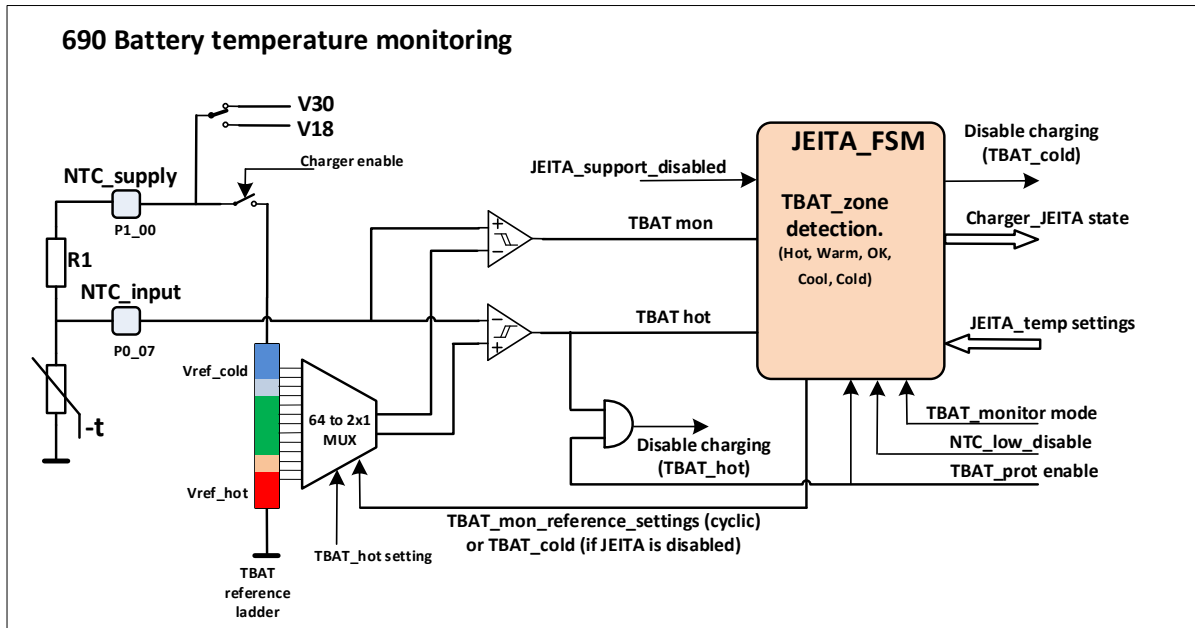 690 Battery temperature monitoring
V30
V18
Charger enable
NTC_supply
P1_00
R1
NTC_input
P0_07
-t
Vref_cold
Vref_hot
64 to 2x1
MUX
TBAT_hot setting
TBAT
reference
ladder
TBAT mon
TBAT hot
+
-
-
+
Disable charging
(TBAT_hot)
TBAT_mon_reference_settings (cyclic)
or TBAT_cold (if JEITA is disabled)
JEITA_support_disabled
JEITA_FSM
TBAT_zone
detection.
(Hot, Warm, OK,
Cool, Cold)
Disable charging
(TBAT_cold)
Charger_JEITA state
JEITA_temp settings
TBAT_monitor mode
NTC_low_disable
TBAT_prot enable